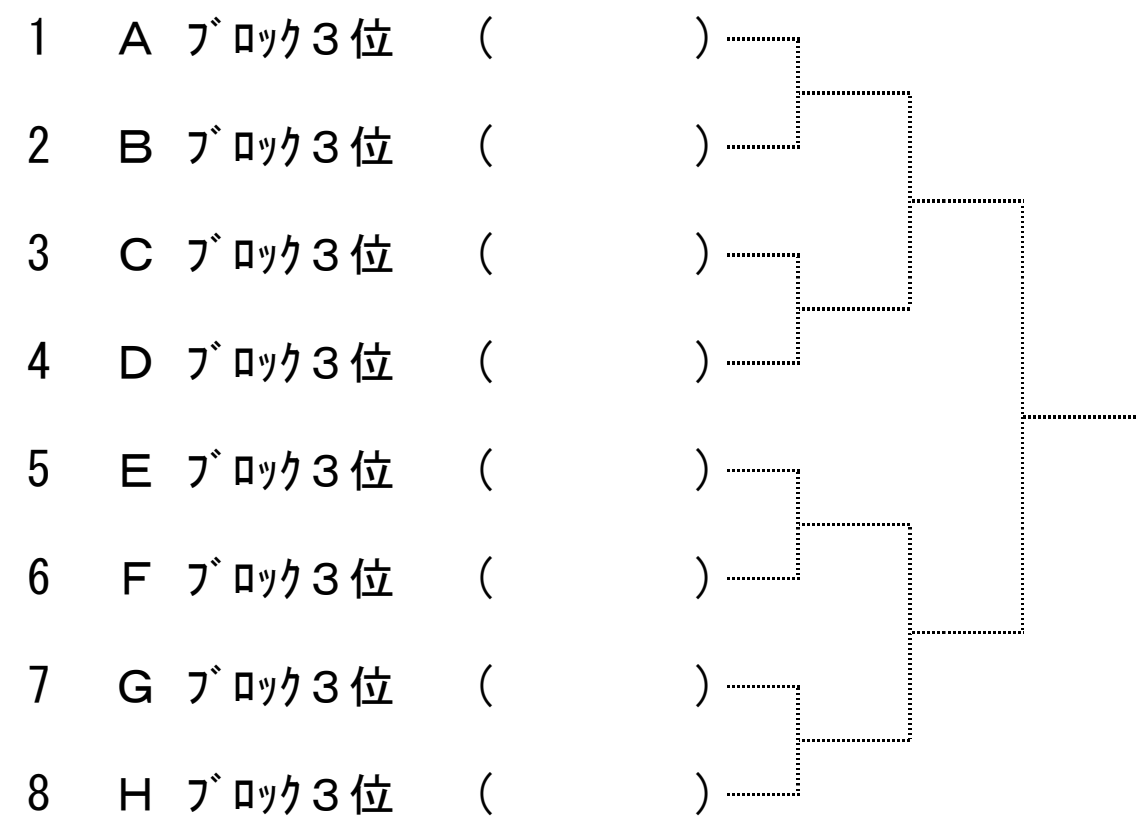 1 A ﾌﾞﾛｯｸ3位 ( )
2 B ﾌﾞﾛｯｸ3位 ( )
3 C ﾌﾞﾛｯｸ3位 ( )
4 D ﾌﾞﾛｯｸ3位 ( )
5 E ﾌﾞﾛｯｸ3位 ( )
6 F ﾌﾞﾛｯｸ3位 ( )
7 G ﾌﾞﾛｯｸ3位 ( )
8 H ﾌﾞﾛｯｸ3位 ( )